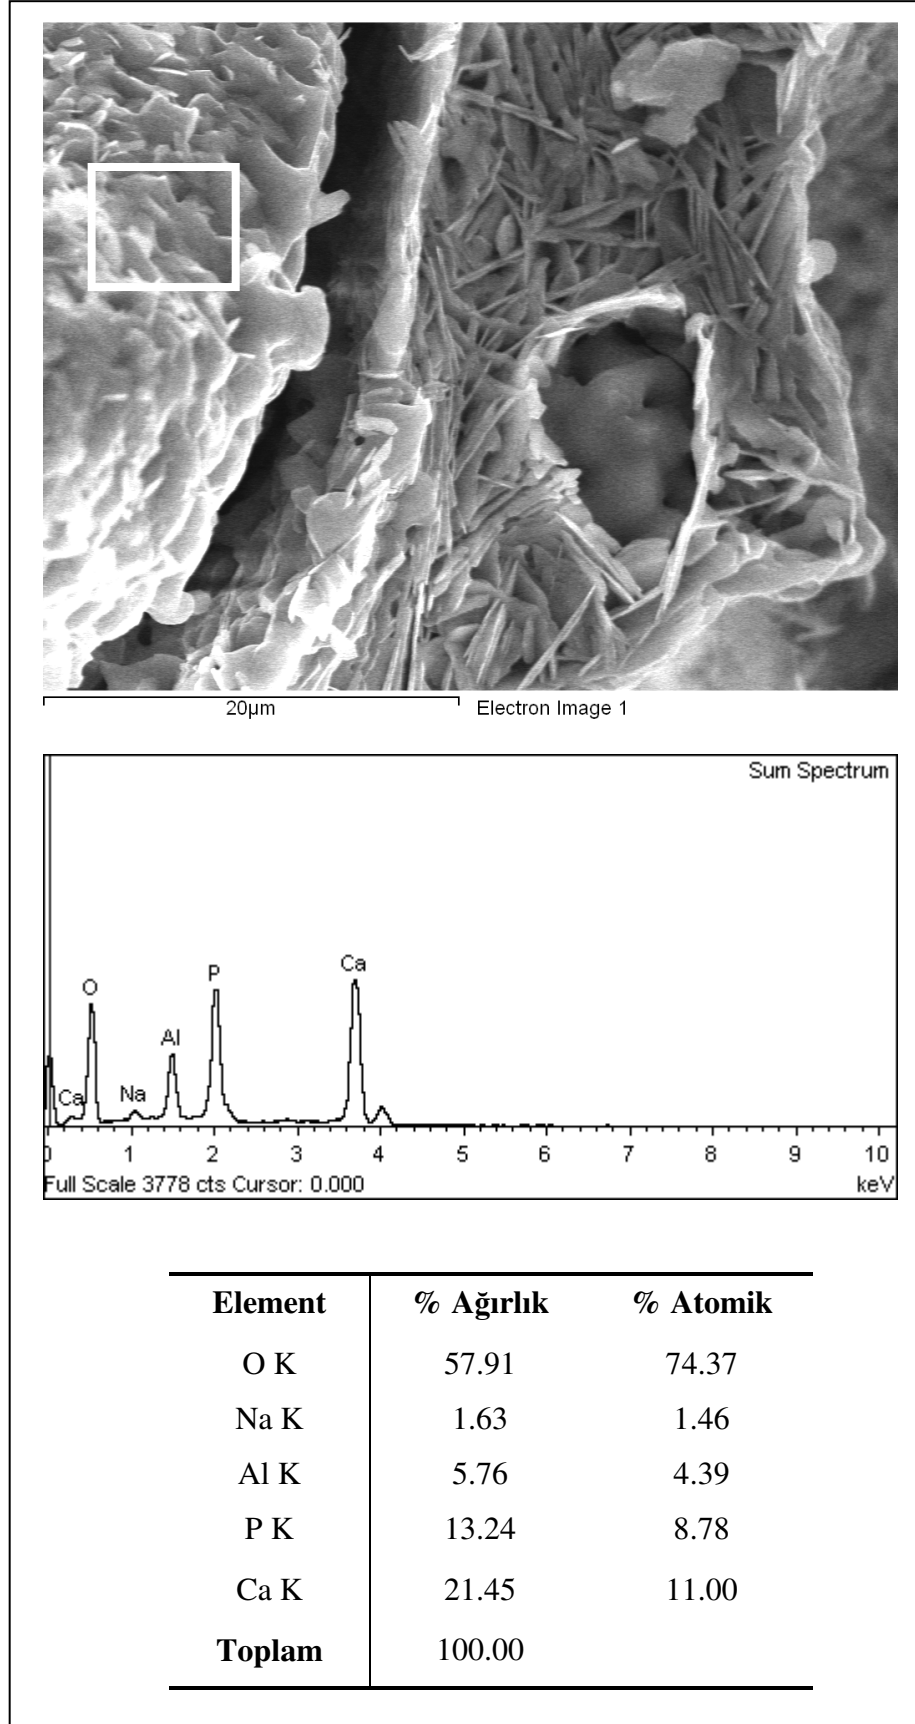 20µm Electron Image 1
Sum Spectrum
Ca
O
Na
Al
P
Ca
0 1 2 3 4 5 6 7 8 9 10
Full Scale 3778 cts Cursor: 0.000 keV
Element % Ağırlık % Atomik
O K 57.91 74.37
Na K 1.63 1.46
Al K 5.76 4.39
P K 13.24 8.78
Ca K 21.45 11.00
Toplam 100.00